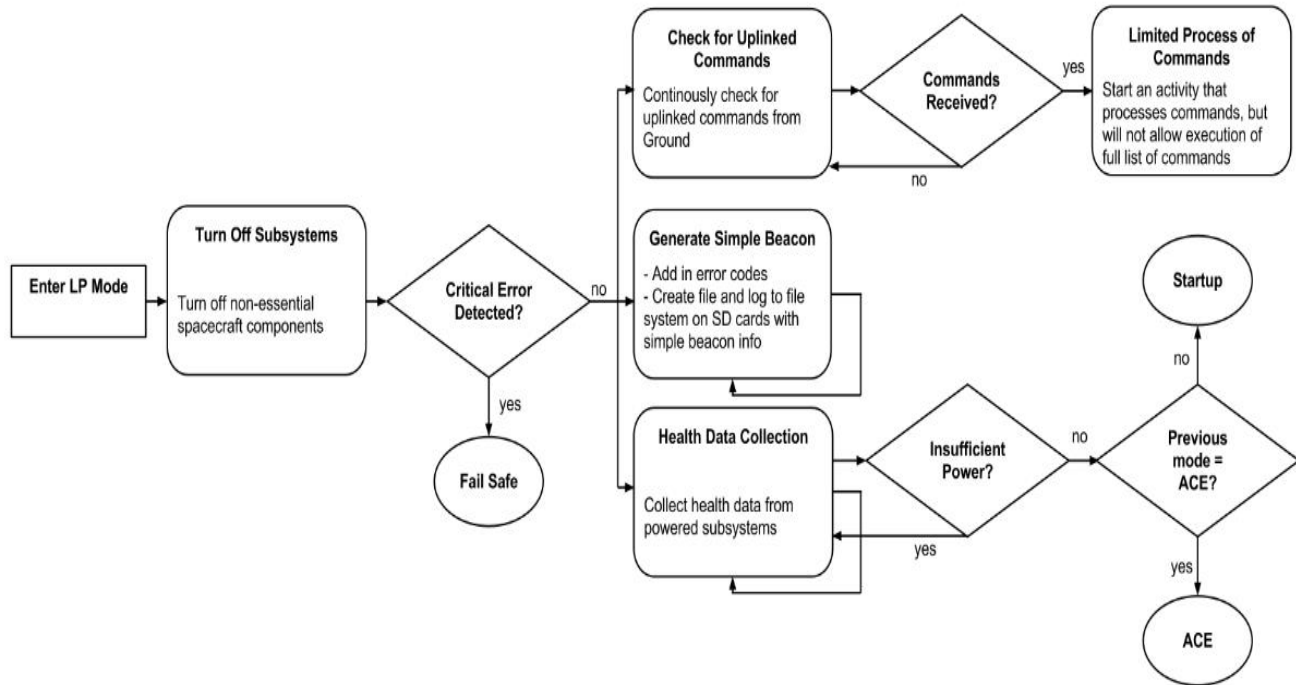 Check for Uplinked
Commands
Continously check for
uplinked commands from
Ground
Commands
Received?
yes
no
Limited Process of
Commands
Start an activity that
processes commands, but
will not allow execution of
full list of commands
Enter LP Mode
Turn Off Subsystems
Turn off non-essential
spacecraft components
Critical Error
Detected?
no
yes
Fail Safe
Generate Simple Beacon
- Add in error codes
- Create file and log to file
system on SD cards with
simple beacon info
Health Data Collection
Collect health data from
powered subsystems
Insufficient
Power?
yes
no
Previous
mode =
ACE?
no
Startup
yes
ACE